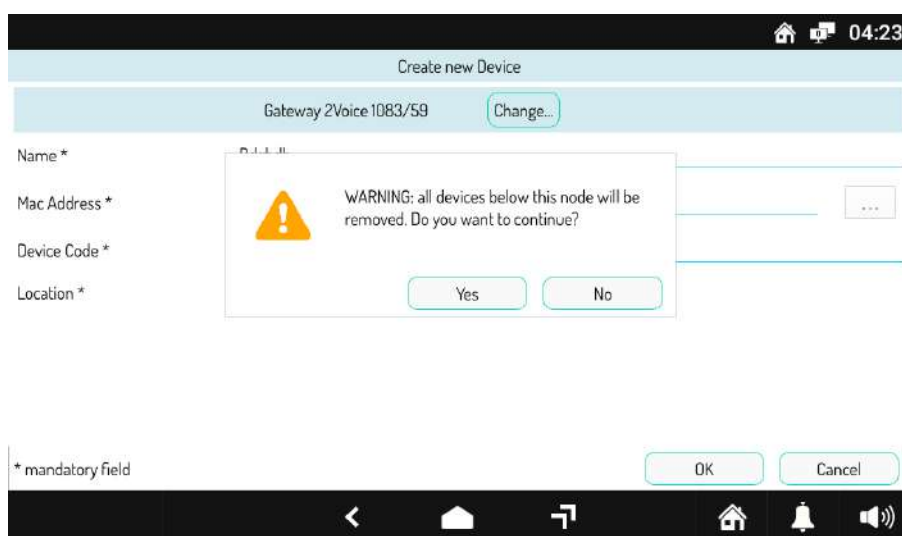 04:23
Create new Device
Gateway 2Voice 1083/59 Change...
Name *
Mac Address * ...
Device Code *
Location *
WARNING: all devices below this node will be
removed. Do you want to continue?
Yes No
* mandatory field OK Cancel